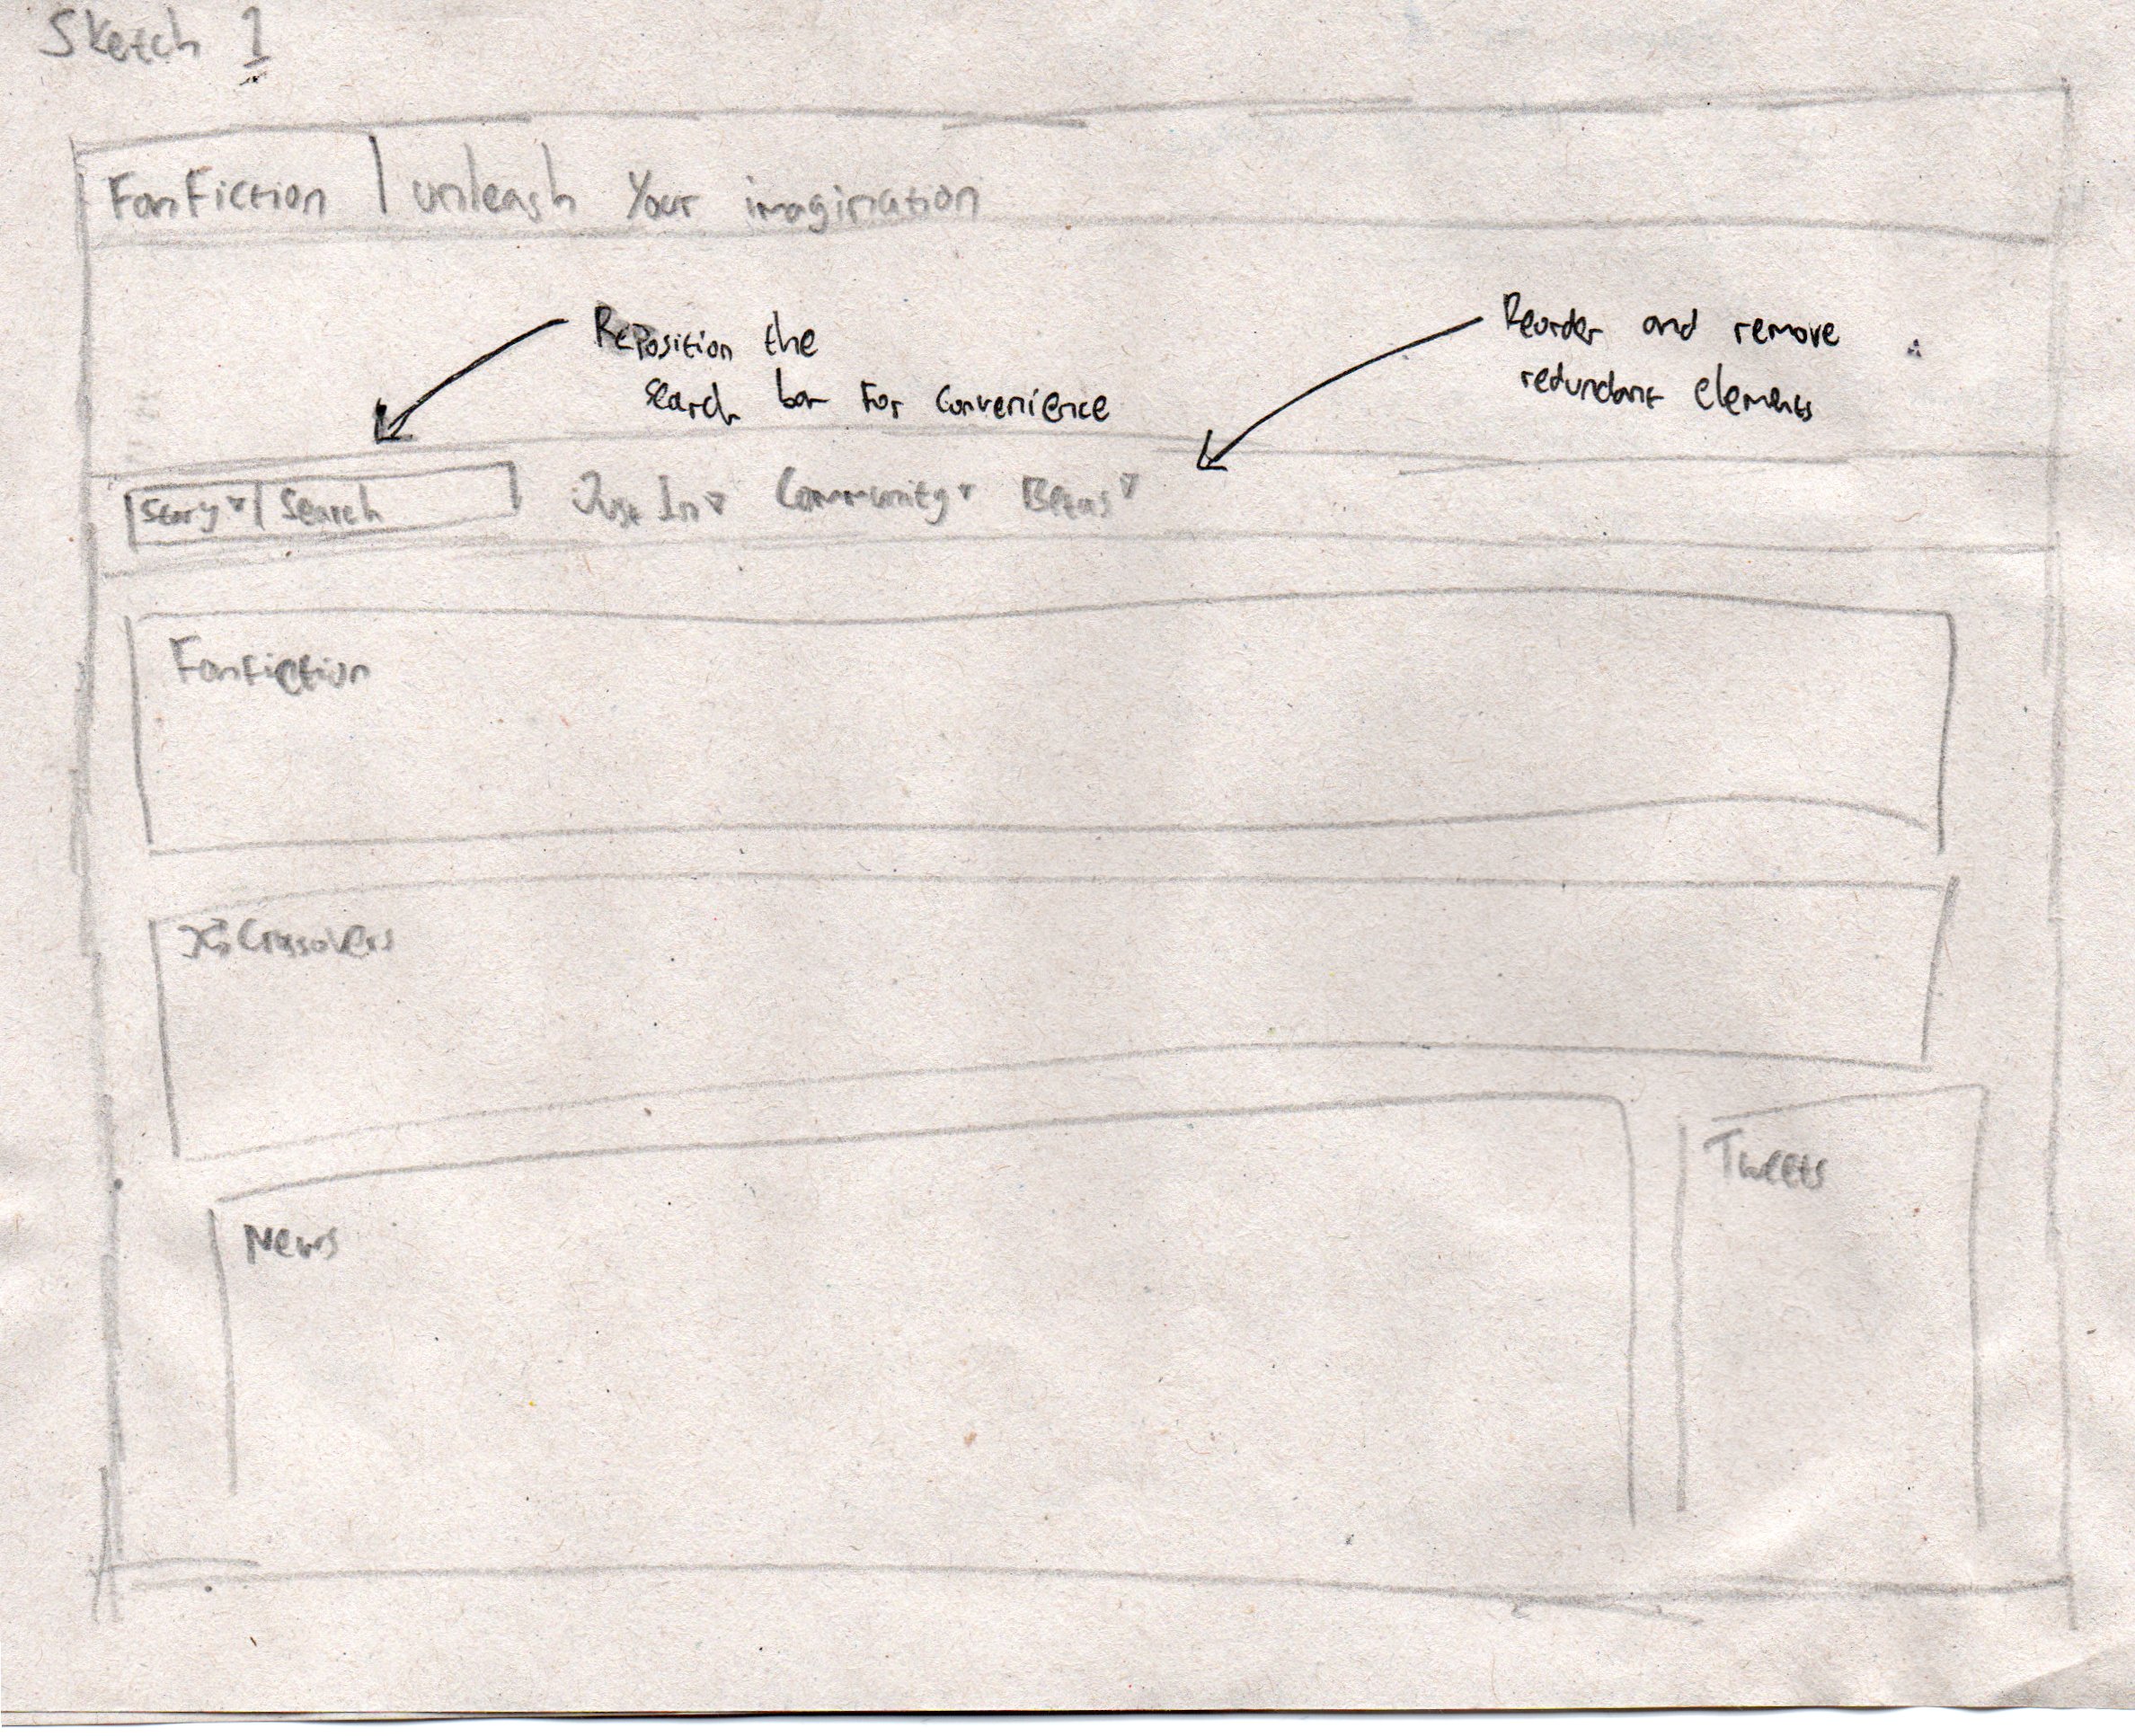 Sketch 1
FanFiction | unleash Your imagination
Reposition the
search bar For Convenience
Reorder and remove
redundant elements
Story ▾ | Search
Just In ▾ Community ▾ Betas ▾
Fanfiction
Crossovers
News
Tweets